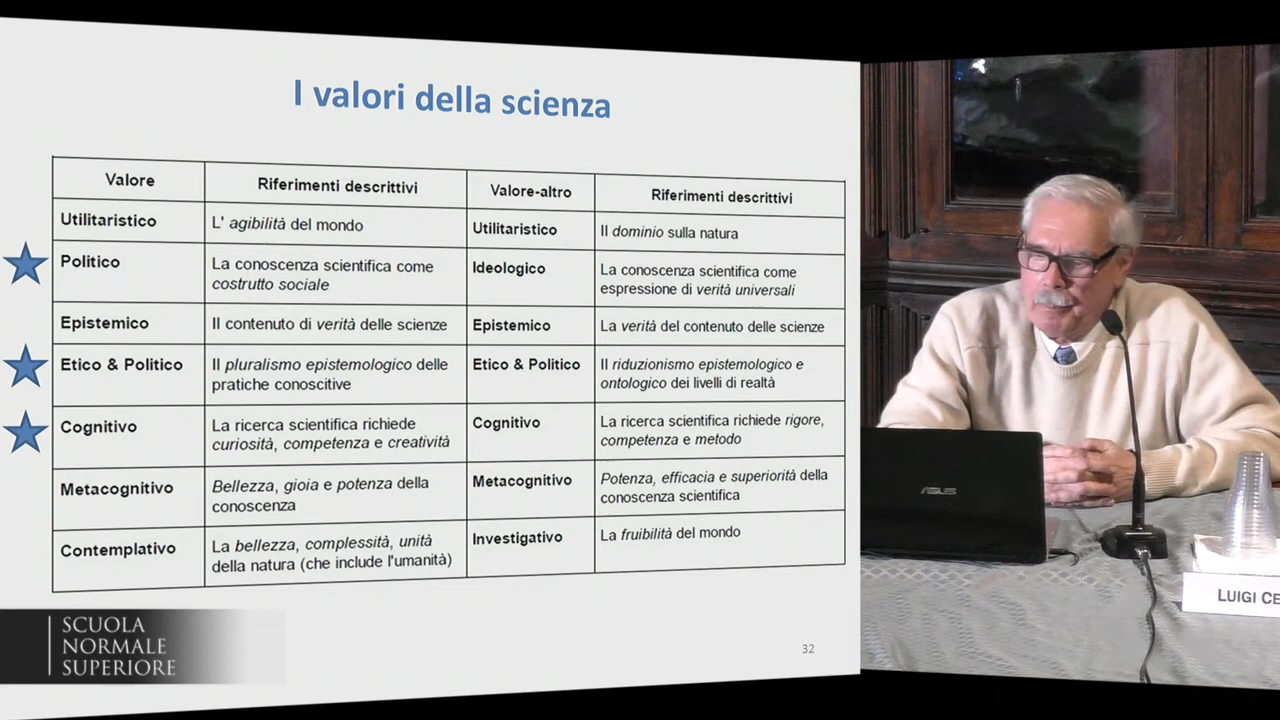 I valori della scienza
Valore
Riferimenti descrittivi
Valore-altro
Riferimenti descrittivi
Utilitaristico
L' agibilità del mondo
Utilitaristico
Il dominio sulla natura
Politico
La conoscenza scientifica come
costrutto sociale
Ideologico
La conoscenza scientifica come
espressione di verità universali
Epistemico
Il contenuto di verità delle scienze
Epistemico
La verità del contenuto delle scienze
Etico & Politico
Il pluralismo epistemologico delle
pratiche conoscitive
Etico & Politico
Il riduzionismo epistemologico e
ontologico dei livelli di realtà
Cognitivo
La ricerca scientifica richiede
curiosità, competenza e creatività
Cognitivo
La ricerca scientifica richiede rigore,
competenza e metodo
Metacognitivo
Bellezza, gioia e potenza della
conoscenza
Metacognitivo
Potenza, efficacia e superiorità della
conoscenza scientifica
Contemplativo
La bellezza, complessità, unità
della natura (che include l'umanità)
Investigativo
La fruibilità del mondo
32
SCUOLA
NORMALE
SUPERIORE
ASUS
LUIGI CE